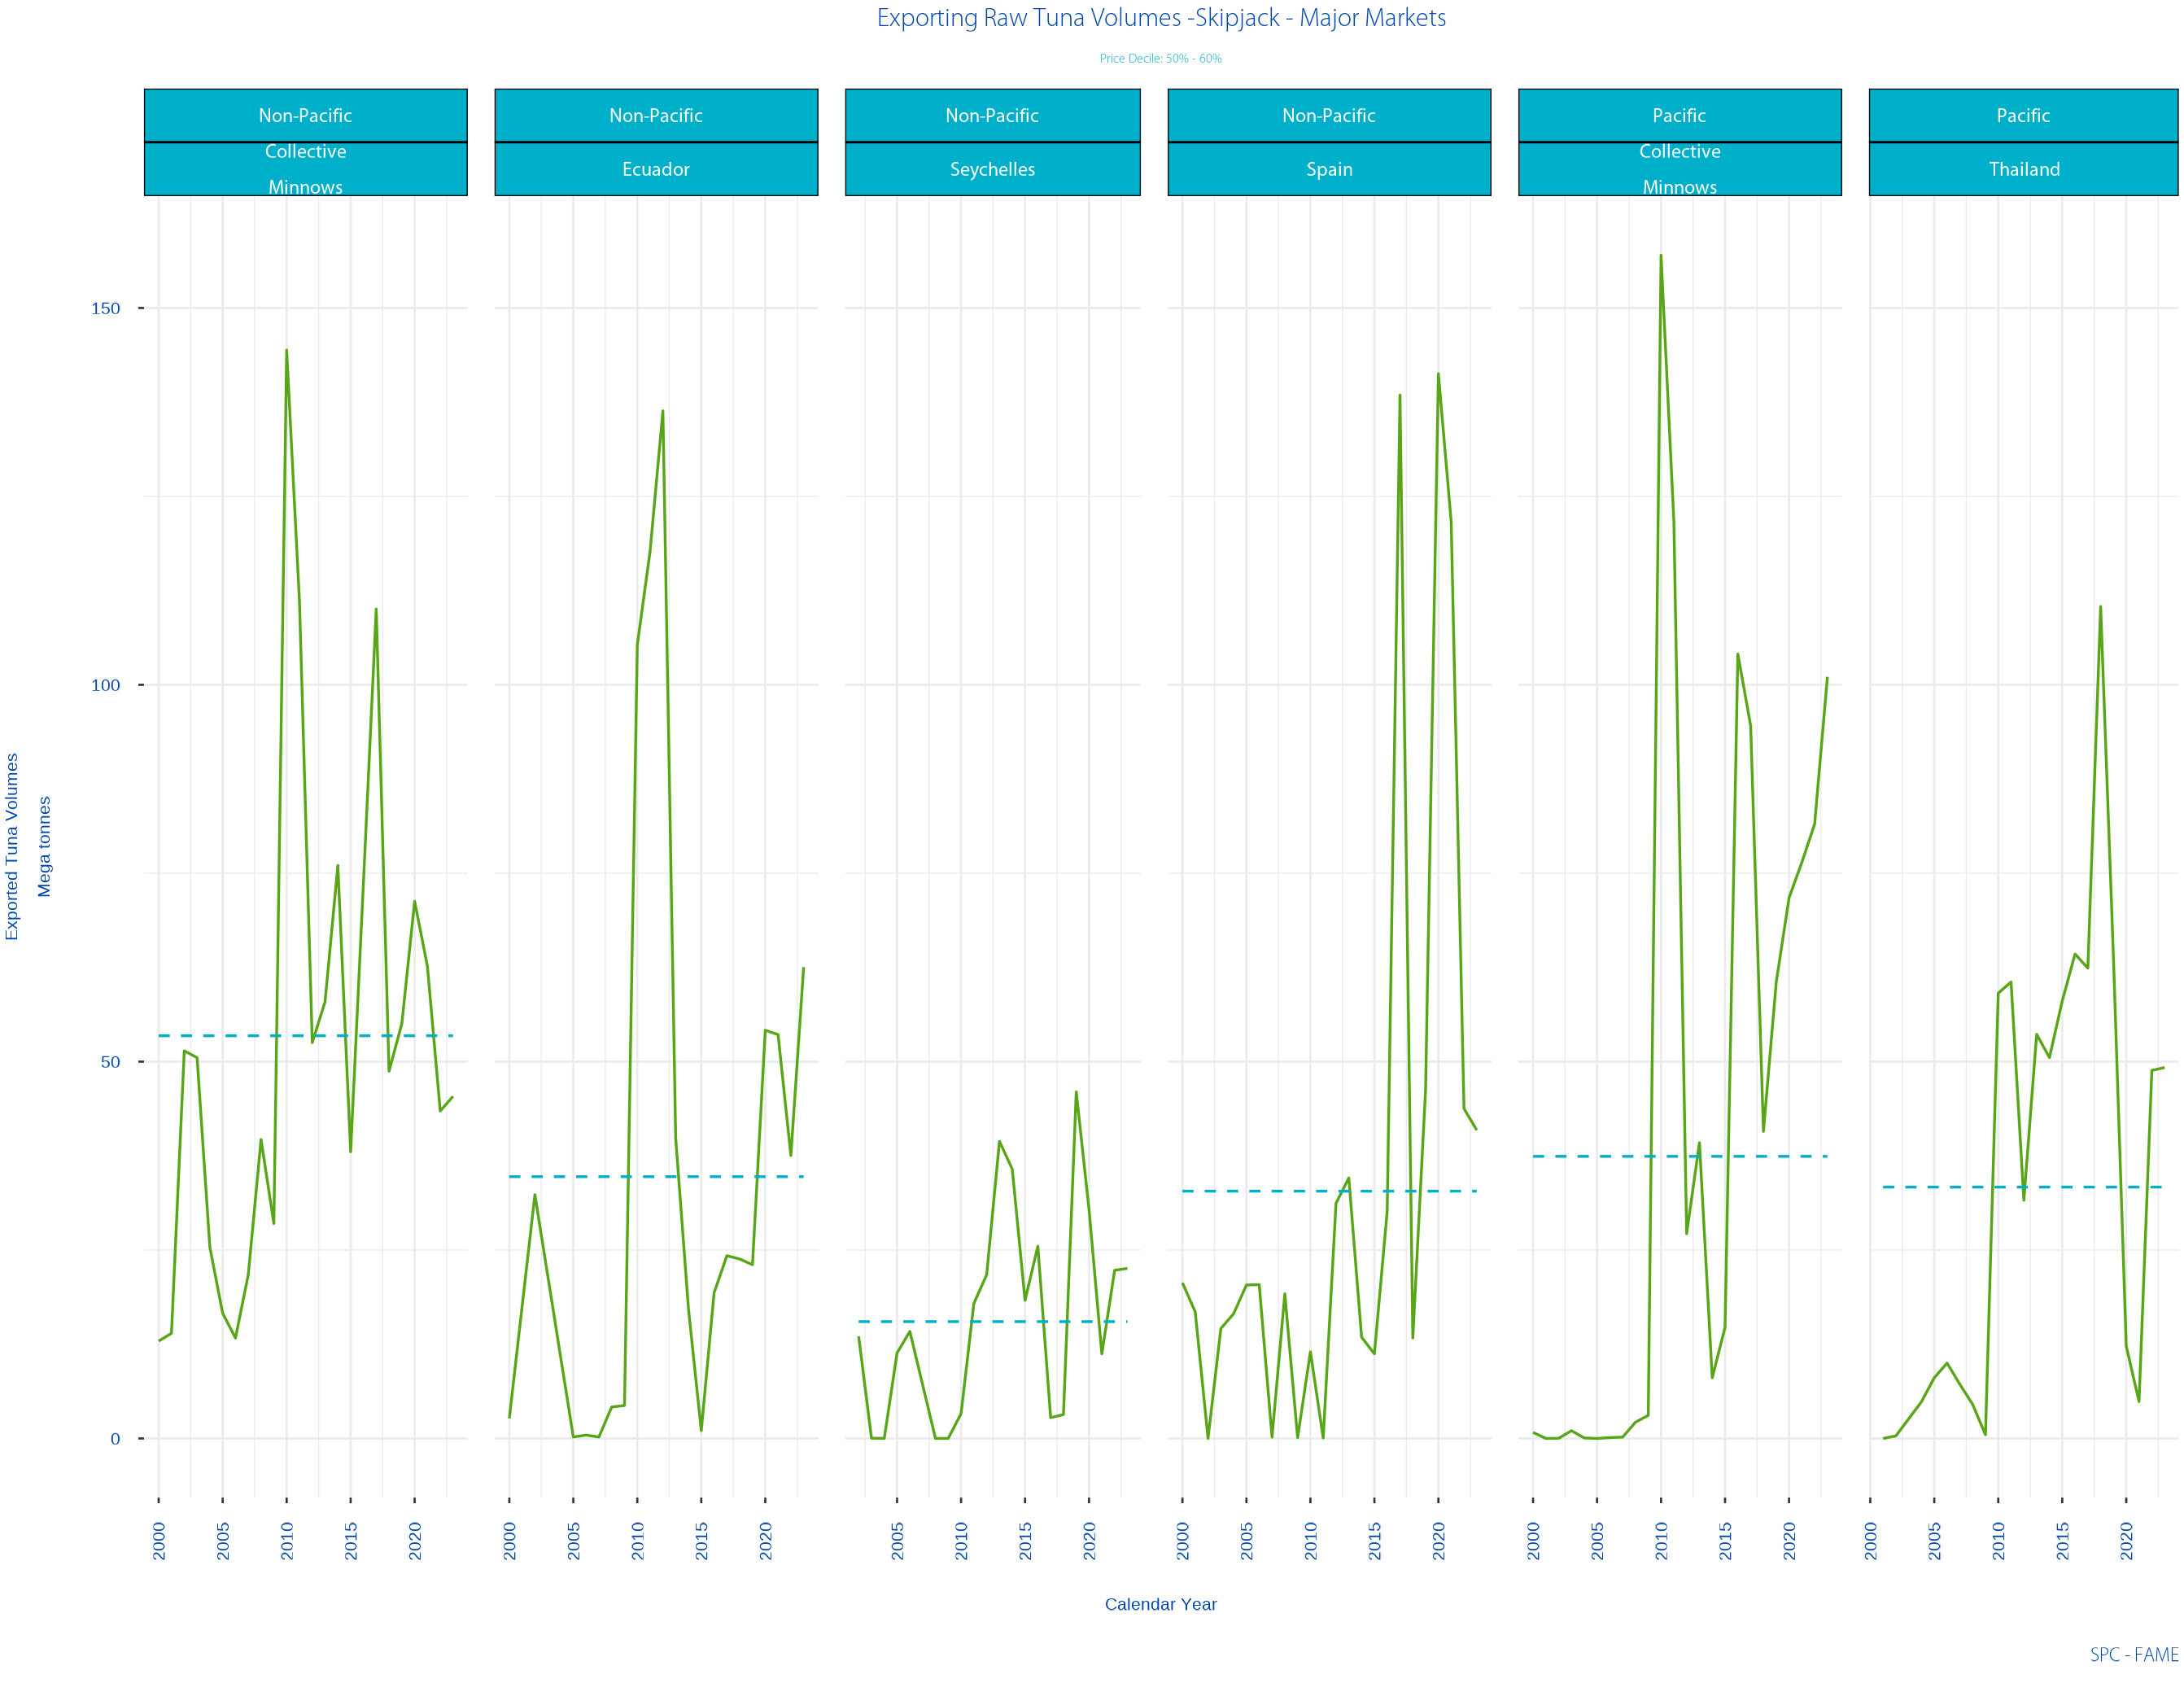 Exporting Raw Tuna Volumes -Skipjack - Major Markets
Price Decile: 50% - 60%
Non-Pacific
Non-Pacific
Non-Pacific
Non-Pacific
Pacific
Pacific
Collective
Minnows
Ecuador
Seychelles
Spain
Collective
Minnows
Thailand
150
100
50
0
Exported Tuna Volumes
Mega tonnes
2000 2005 2010 2015 2020
2000 2005 2010 2015 2020
2005 2010 2015 2020
2000 2005 2010 2015 2020
2000 2005 2010 2015 2020
2000 2005 2010 2015 2020
Calendar Year
SPC - FAME